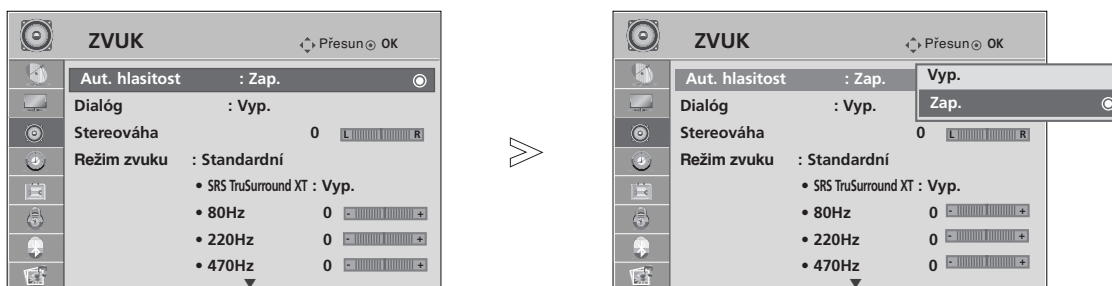 ZVUK Přesun OK
Aut. hlasitost : Zap.
Dialóg : Vyp.
Stereováha 0 L R
Režim zvuku : Standardní
• SRS TruSurround XT : Vyp.
• 80Hz 0 - +
• 220Hz 0 - +
• 470Hz 0 - +
>
ZVUK Přesun OK
Aut. hlasitost : Zap.
Vyp.
Zap.
Dialóg : Vyp.
Stereováha 0 L R
Režim zvuku : Standardní
• SRS TruSurround XT : Vyp.
• 80Hz 0 - +
• 220Hz 0 - +
• 470Hz 0 - +